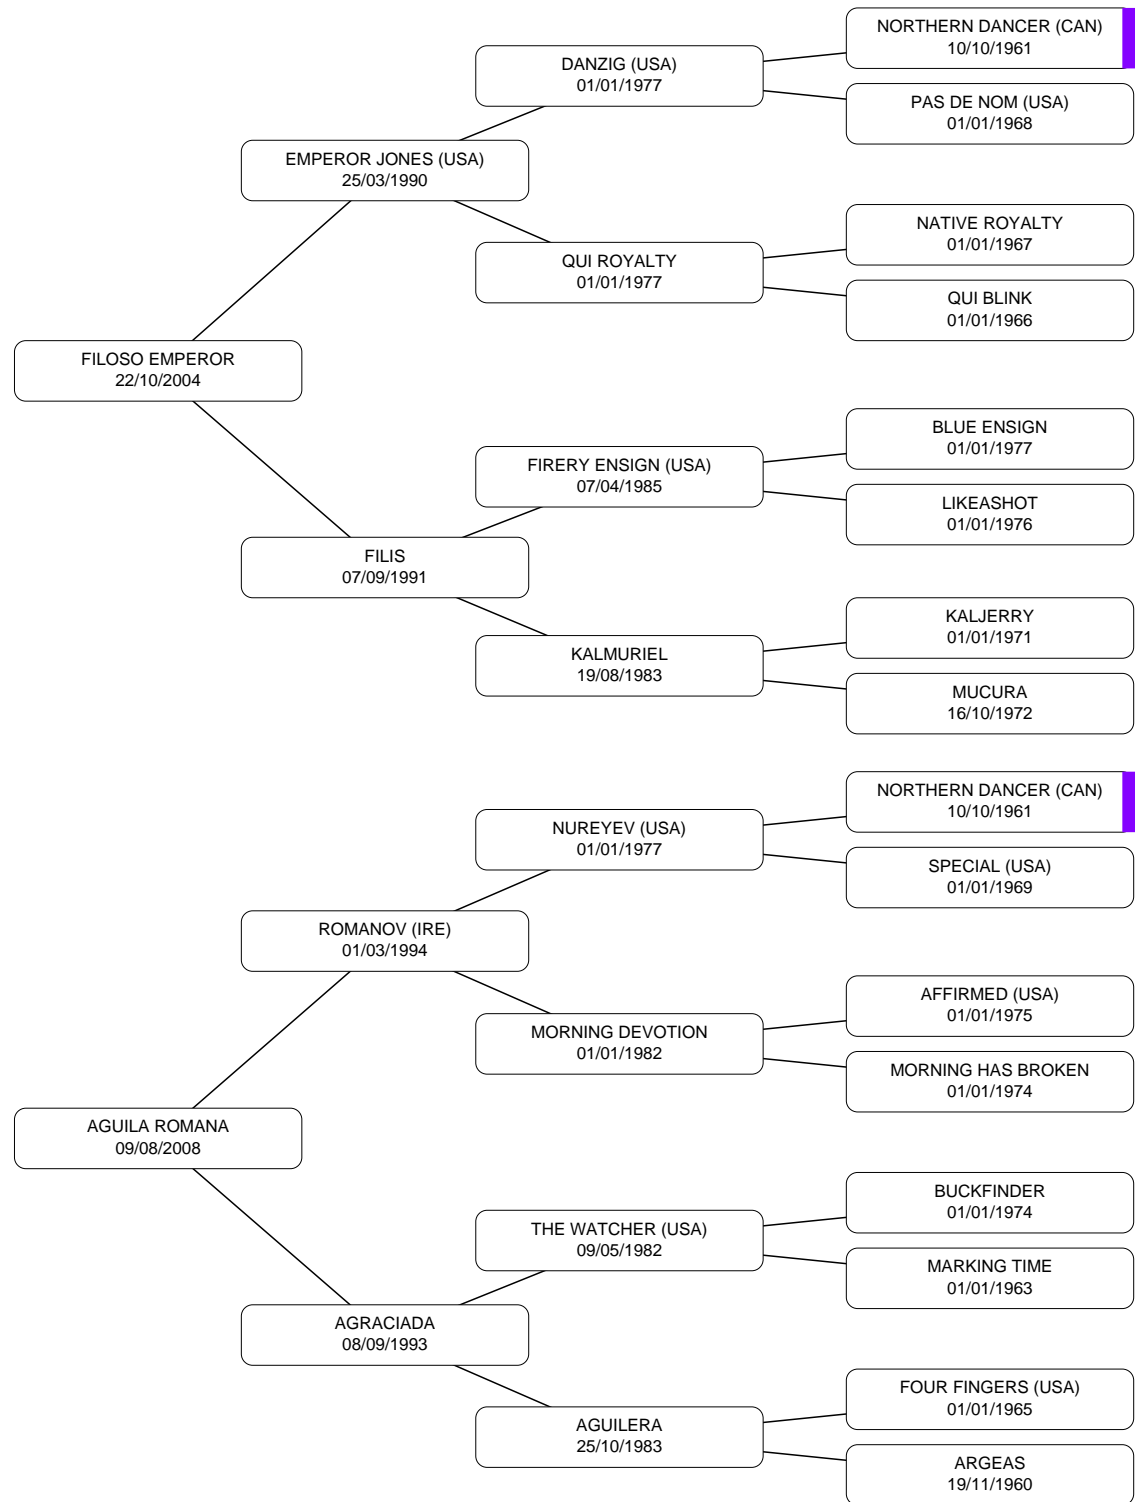 NORTHERN DANCER (CAN)
10/10/1961
DANZIG (USA)
01/01/1977
PAS DE NOM (USA)
01/01/1968
EMPEROR JONES (USA)
25/03/1990
NATIVE ROYALTY
01/01/1967
QUI ROYALTY
01/01/1977
QUI BLINK
01/01/1966
FILOSO EMPEROR
22/10/2004
BLUE ENSIGN
01/01/1977
FIRERY ENSIGN (USA)
07/04/1985
LIKEASHOT
01/01/1976
FILIS
07/09/1991
KALJERRY
01/01/1971
KALMURIEL
19/08/1983
MUCURA
16/10/1972
NORTHERN DANCER (CAN)
10/10/1961
NUREYEV (USA)
01/01/1977
SPECIAL (USA)
01/01/1969
ROMANOV (IRE)
01/03/1994
AFFIRMED (USA)
01/01/1975
MORNING DEVOTION
01/01/1982
MORNING HAS BROKEN
01/01/1974
AGUILA ROMANA
09/08/2008
BUCKFINDER
01/01/1974
THE WATCHER (USA)
09/05/1982
MARKING TIME
01/01/1963
AGRACIADA
08/09/1993
FOUR FINGERS (USA)
01/01/1965
AGUILERA
25/10/1983
ARGEAS
19/11/1960